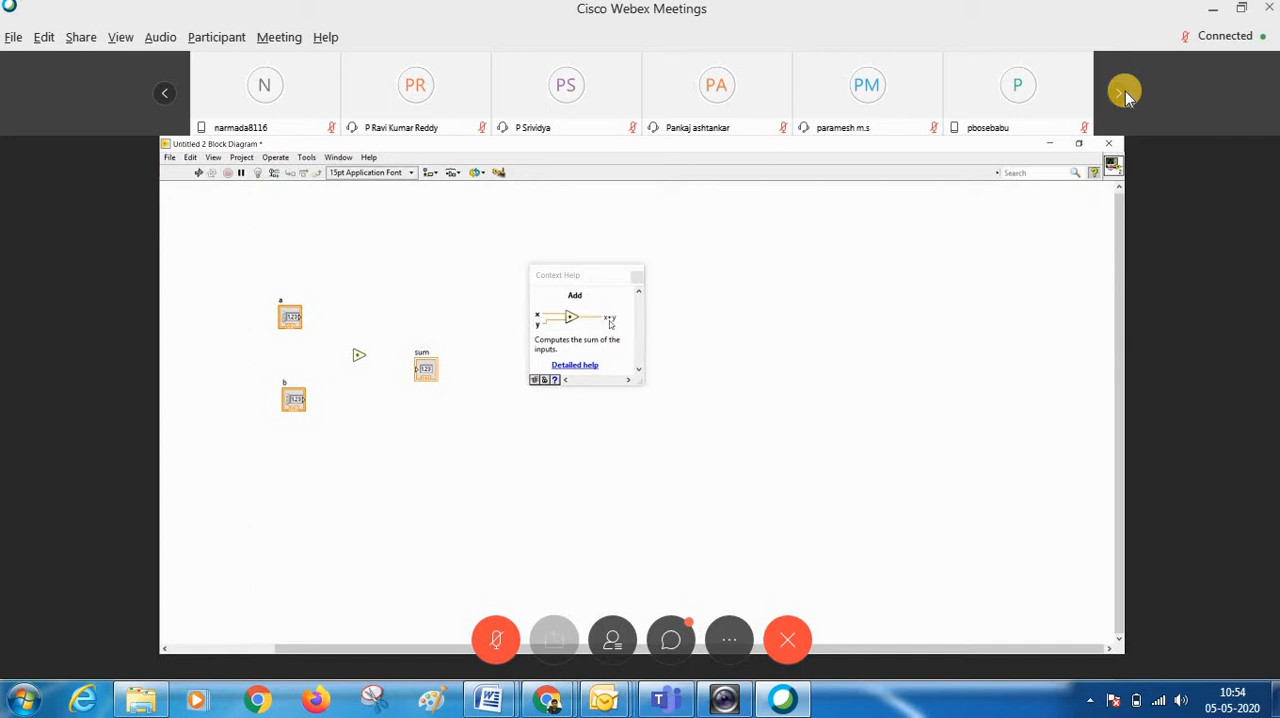 Cisco Webex Meetings
File Edit Share View Audio Participant Meeting Help
Connected
N PR PS PA PM P
narmada8116 P Ravi Kumar Reddy P Srividya Pankaj ashtankar paramesh m.s pbosebabu
Untitled 2 Block Diagram *
File Edit View Project Operate Tools Window Help
15pt Application Font
Search
Context Help
Add
a
x
x+y
y
Computes the sum of the
inputs.
sum
Detailed help
b
10:54
05-05-2020